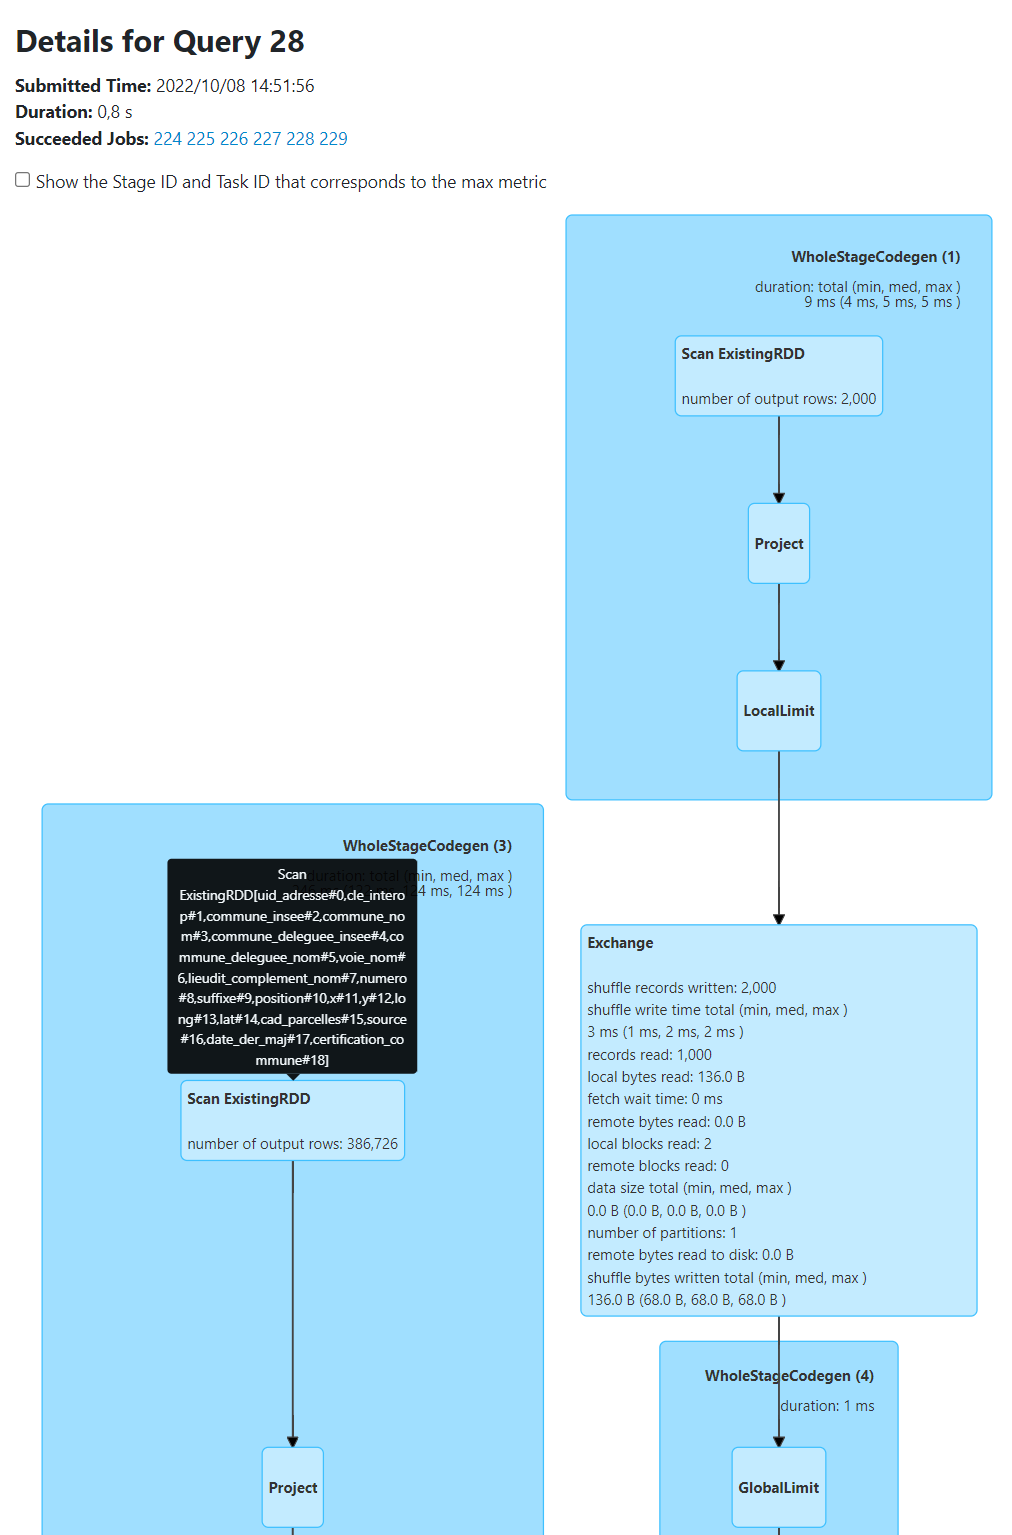 Details for Query 28
Submitted Time: 2022/10/08 14:51:56
Duration: 0,8 s
Succeeded Jobs: 224 225 226 227 228 229
Show the Stage ID and Task ID that corresponds to the max metric
WholeStageCodegen (1)
duration: total (min, med, max )
9 ms (4 ms, 5 ms, 5 ms )
Scan ExistingRDD
number of output rows: 2,000
Project
LocalLimit
WholeStageCodegen (3)
duration: total (min, med, max )
124 ms, 124 ms )
Scan
ExistingRDD[uid_adresse#0,cle_intero
p#1,commune_insee#2,commune_no
m#3,commune_deleguee_insee#4,co
mmune_deleguee_nom#5,voie_nom#
6,lieudit_complement_nom#7,numero
#8,suffixe#9,position#10,x#11,y#12,lo
ng#13,lat#14,cad_parcelles#15,source
#16,date_der_maj#17,certification_co
mmune#18]
Scan ExistingRDD
number of output rows: 386,726
Project
Exchange
shuffle records written: 2,000
shuffle write time total (min, med, max )
3 ms (1 ms, 2 ms, 2 ms )
records read: 1,000
local bytes read: 136.0 B
fetch wait time: 0 ms
remote bytes read: 0.0 B
local blocks read: 2
remote blocks read: 0
data size total (min, med, max )
0.0 B (0.0 B, 0.0 B, 0.0 B )
number of partitions: 1
remote bytes read to disk: 0.0 B
shuffle bytes written total (min, med, max )
136.0 B (68.0 B, 68.0 B, 68.0 B )
WholeStageCodegen (4)
duration: 1 ms
GlobalLimit